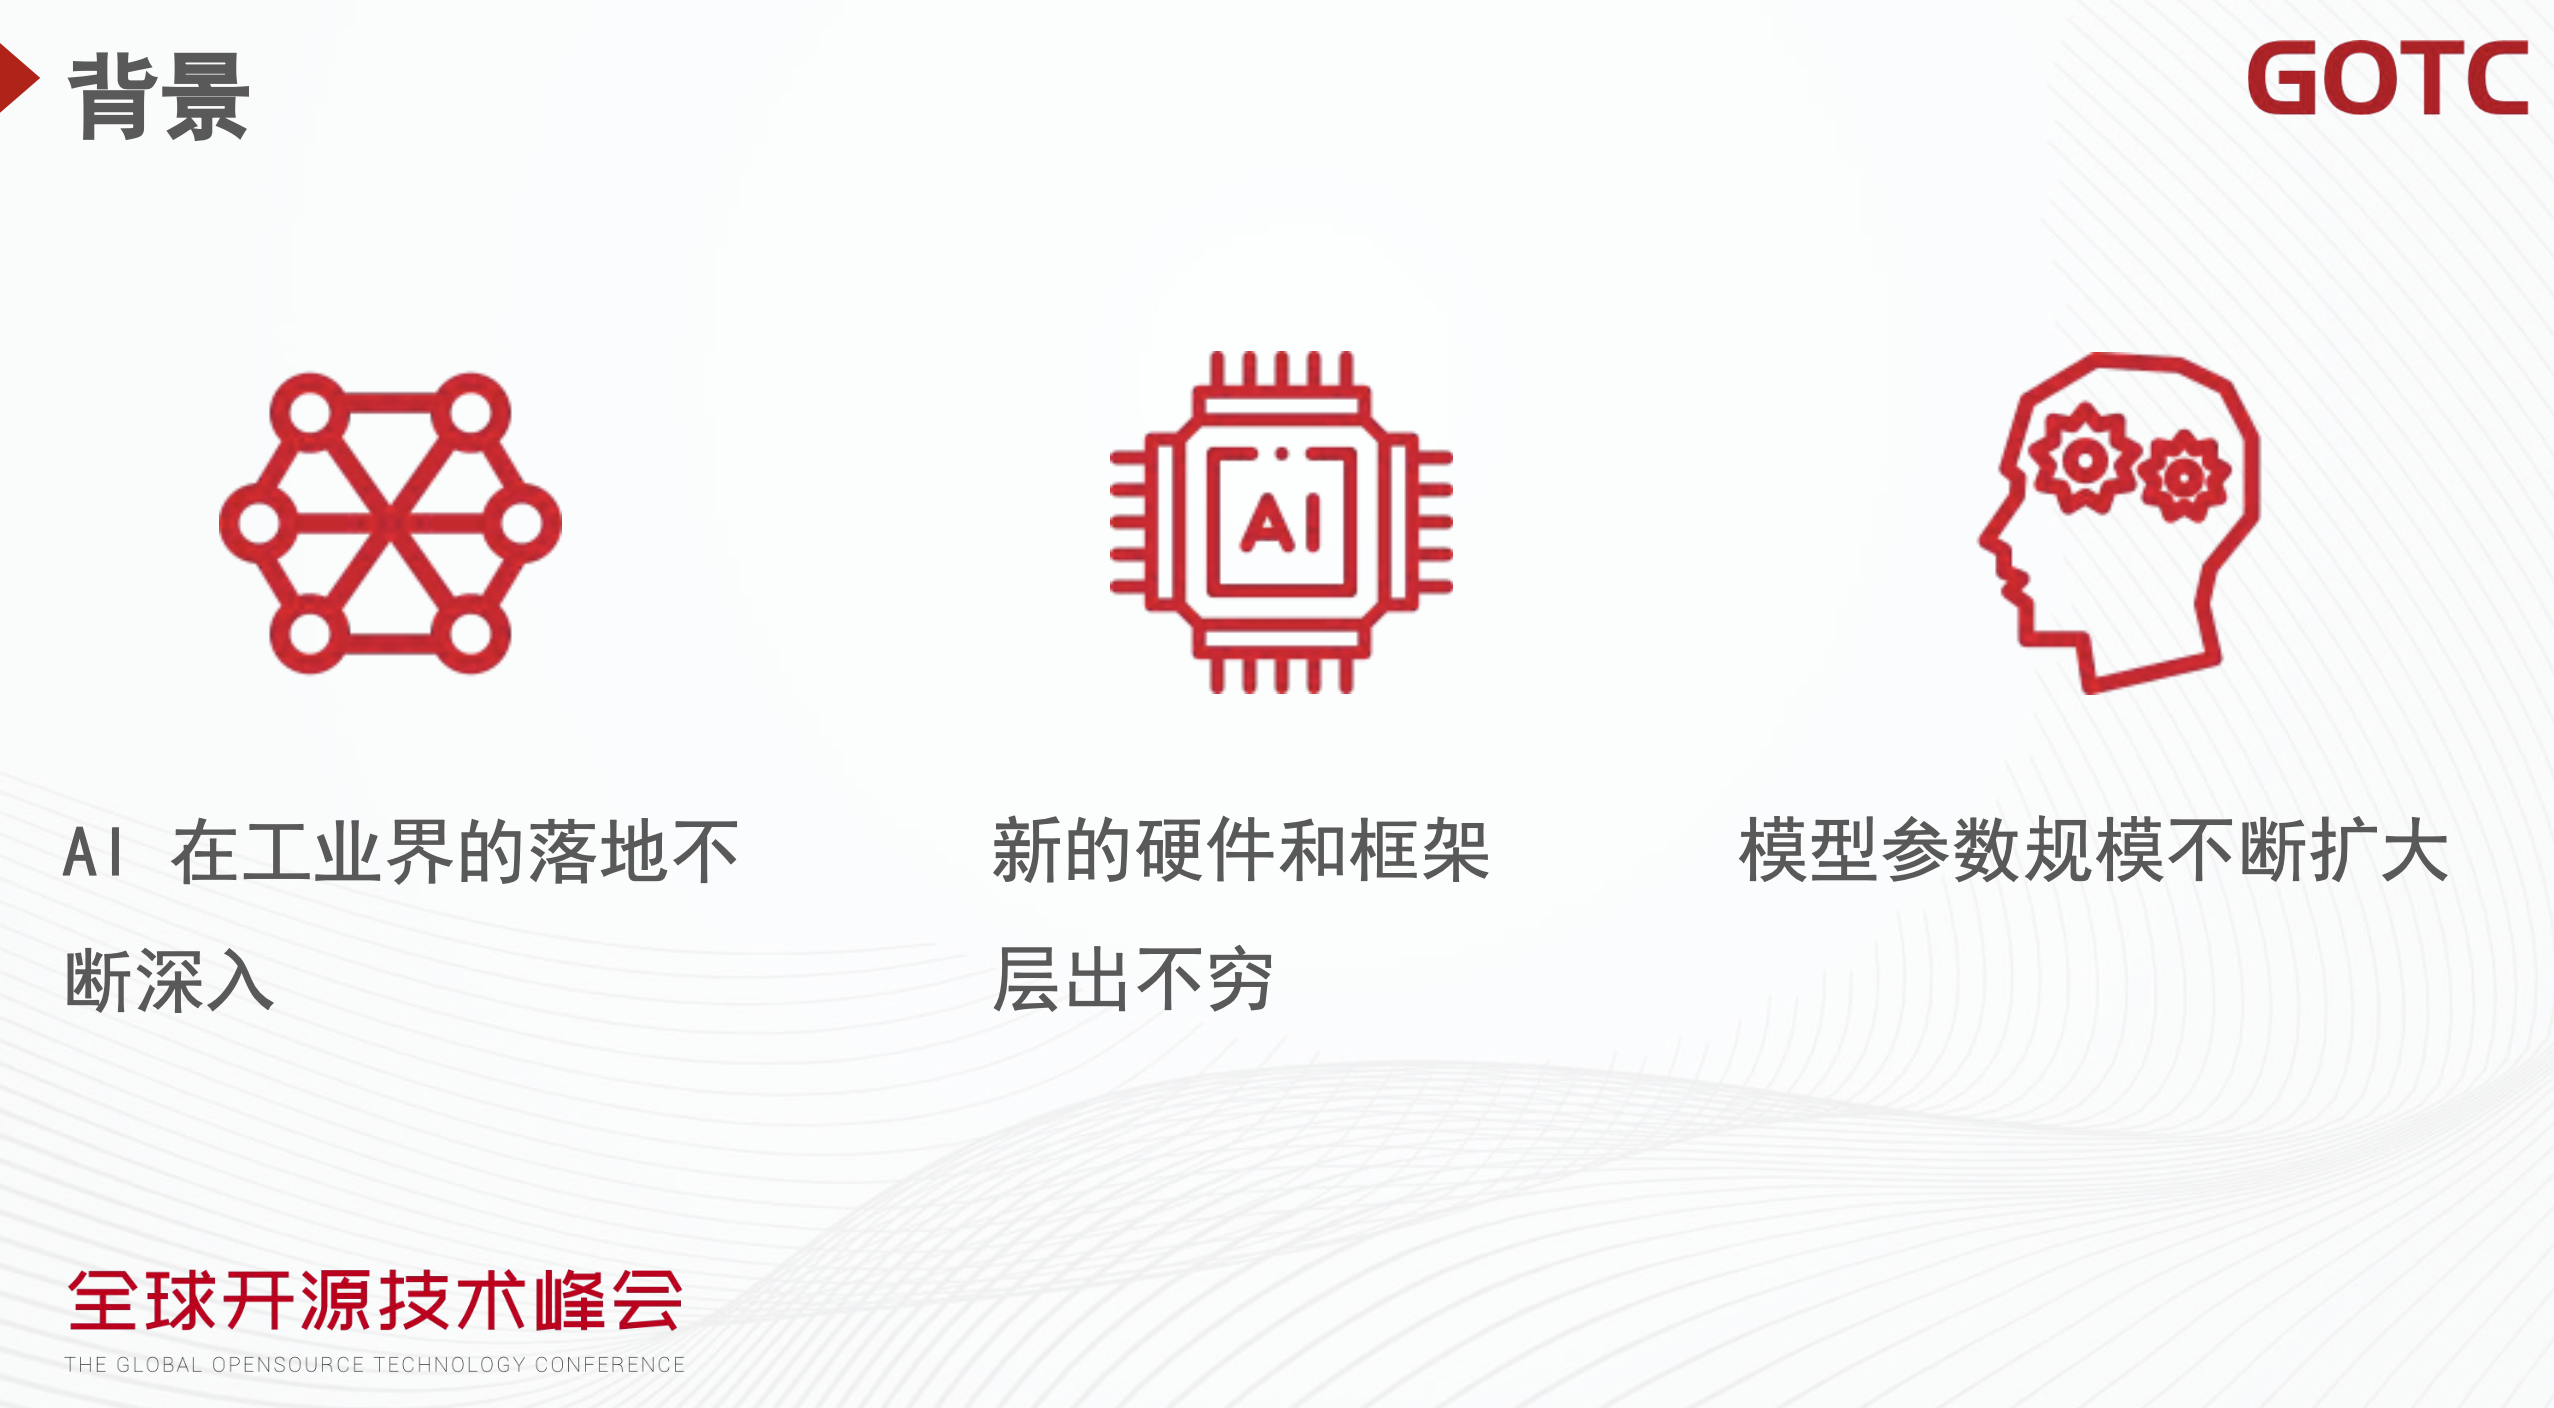 背景
GOTC
AI
AI 在工业界的落地不
断深入
新的硬件和框架
层出不穷
模型参数规模不断扩大
全球开源技术峰会
THE GLOBAL OPENSOURCE TECHNOLOGY CONFERENCE